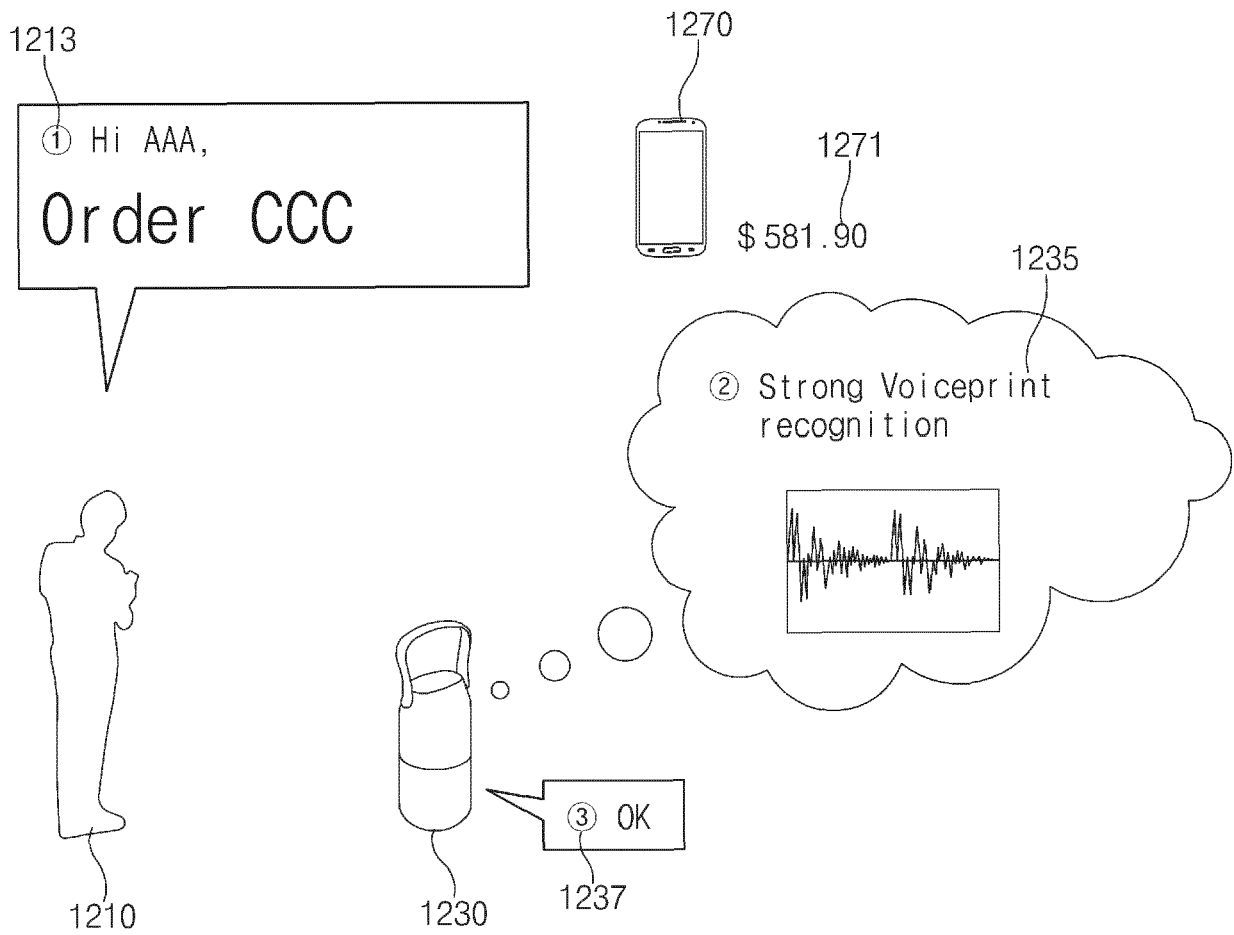 1213
① Hi AAA,
Order CCC
1270
1271
$581.90
1235
② Strong Voiceprint
recognition
③ OK
1210
1230
1237